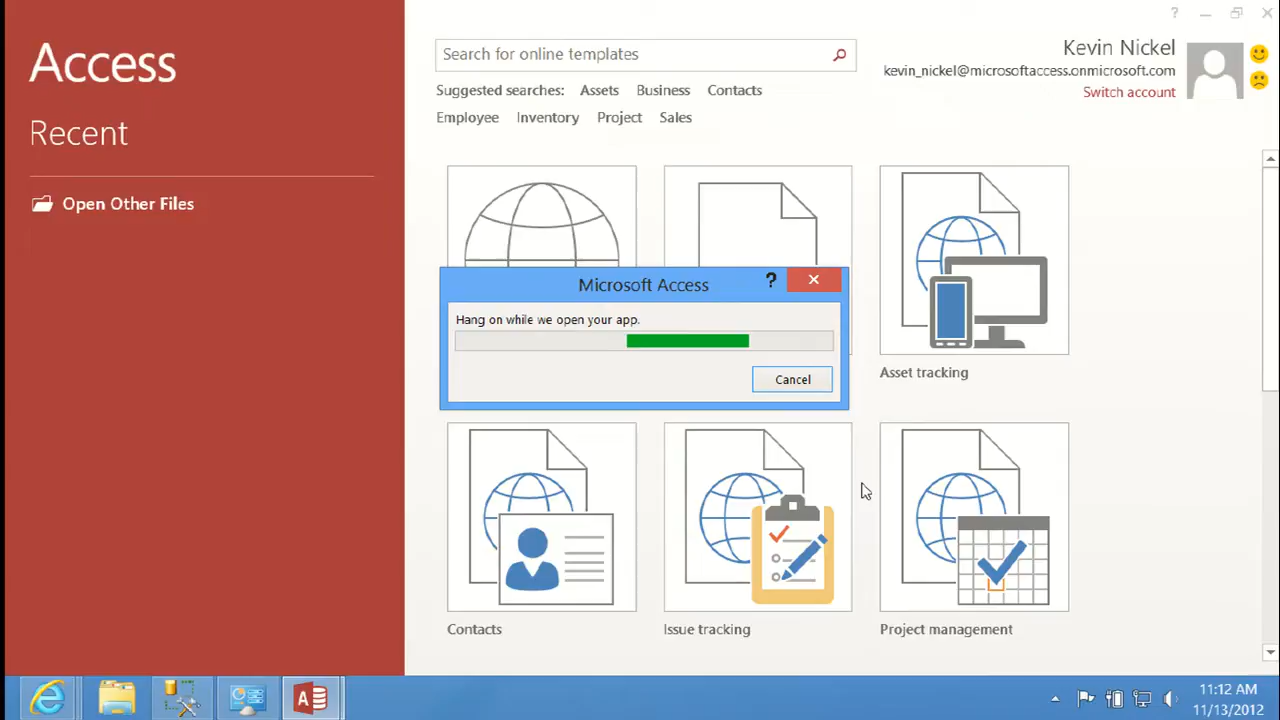 Access
Recent
Open Other Files
?
Search for online templates
Suggested searches: Assets Business Contacts
Employee Inventory Project Sales
Kevin Nickel
kevin_nickel@microsoftaccess.onmicrosoft.com
Switch account
Microsoft Access ?
Hang on while we open your app.
Cancel
Asset tracking
Contacts
Issue tracking
Project management
11:12 AM
11/13/2012